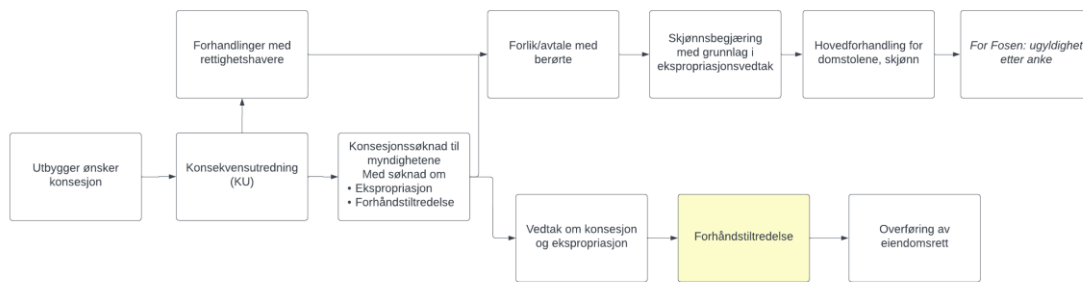 Forhandlinger med
rettighetshavere
Forlik/avtale med
berørte
Skjønnsbegjæring
med grunnlag i
ekspropriasjonsvedtak
Hovedforhandling for
domstolene, skjønn
For Fosen: ugyldighet
etter anke
Utbygger ønsker
konsesjon
Konsekvensutredning
(KU)
Konsesjonssøknad til
myndighetene
Med søknad om
• Ekspropriasjon
• Forhåndstiltredelse
Vedtak om konsesjon
og ekspropriasjon
Forhåndstiltredelse
Overføring av
eiendomsrett